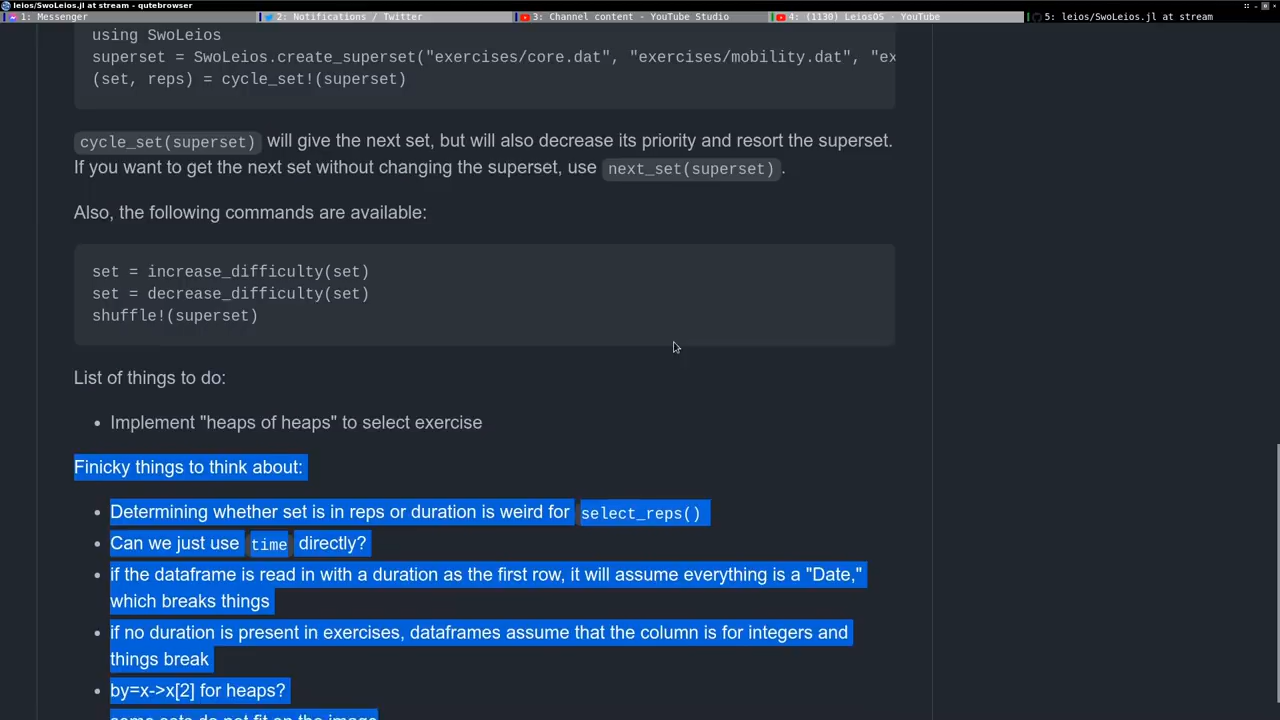 leios/SwoLeios.jl at stream - qutebrowser
1: Messenger
2: Notifications / Twitter
3: Channel content - YouTube Studio
4: (1130) LeiosOS - YouTube
5: leios/SwoLeios.jl at stream
using SwoLeios
superset = SwoLeios.create_superset("exercises/core.dat", "exercises/mobility.dat", "ex
(set, reps) = cycle_set!(superset)
cycle_set(superset) will give the next set, but will also decrease its priority and resort the superset.
If you want to get the next set without changing the superset, use next_set(superset).
Also, the following commands are available:
set = increase_difficulty(set)
set = decrease_difficulty(set)
shuffle!(superset)
List of things to do:
• Implement "heaps of heaps" to select exercise
Finicky things to think about:
• Determining whether set is in reps or duration is weird for select_reps()
• Can we just use time directly?
• if the dataframe is read in with a duration as the first row, it will assume everything is a "Date,"
which breaks things
• if no duration is present in exercises, dataframes assume that the column is for integers and
things break
• by=x->x[2] for heaps?
some sets do not fit on the image